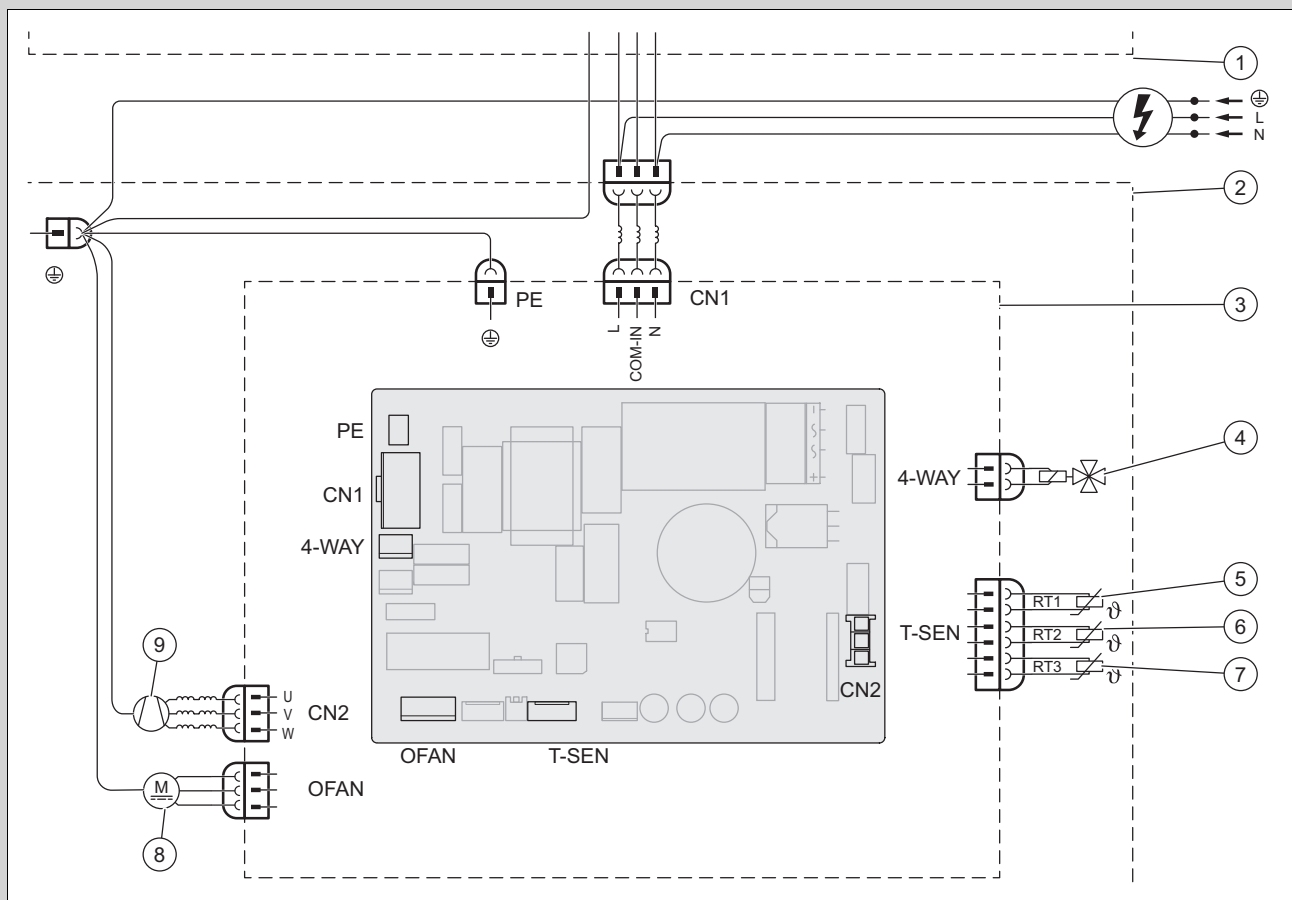 1
L
N
2
PE
CN1
3
L
COM-IN
N
PE
CN1
4-WAY
4-WAY
4
T-SEN
RT1
ϑ
5
RT2
ϑ
6
RT3
ϑ
7
CN2
9
U
V
W
CN2
OFAN
T-SEN
M
OFAN
8